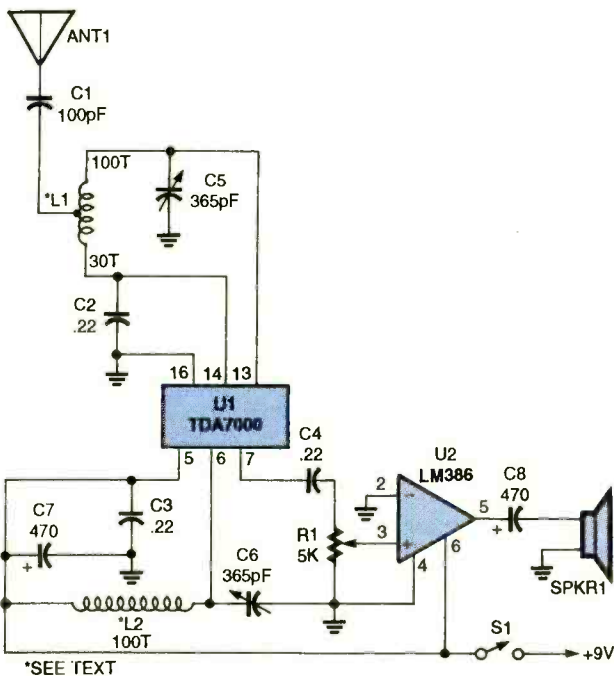 ANT1
C1
100pF
100T
*L1
C5
365pF
30T
C2
.22
16 14 13
U1
TDA7000
5 6 7
C4
.22
U2
LM386
C8
470
2
5
C7
470
+
C3
.22
R1
5K
3
-
+
4
6
+
C6
365pF
SPKR1
*L2
100T
S1
+9V
*SEE TEXT